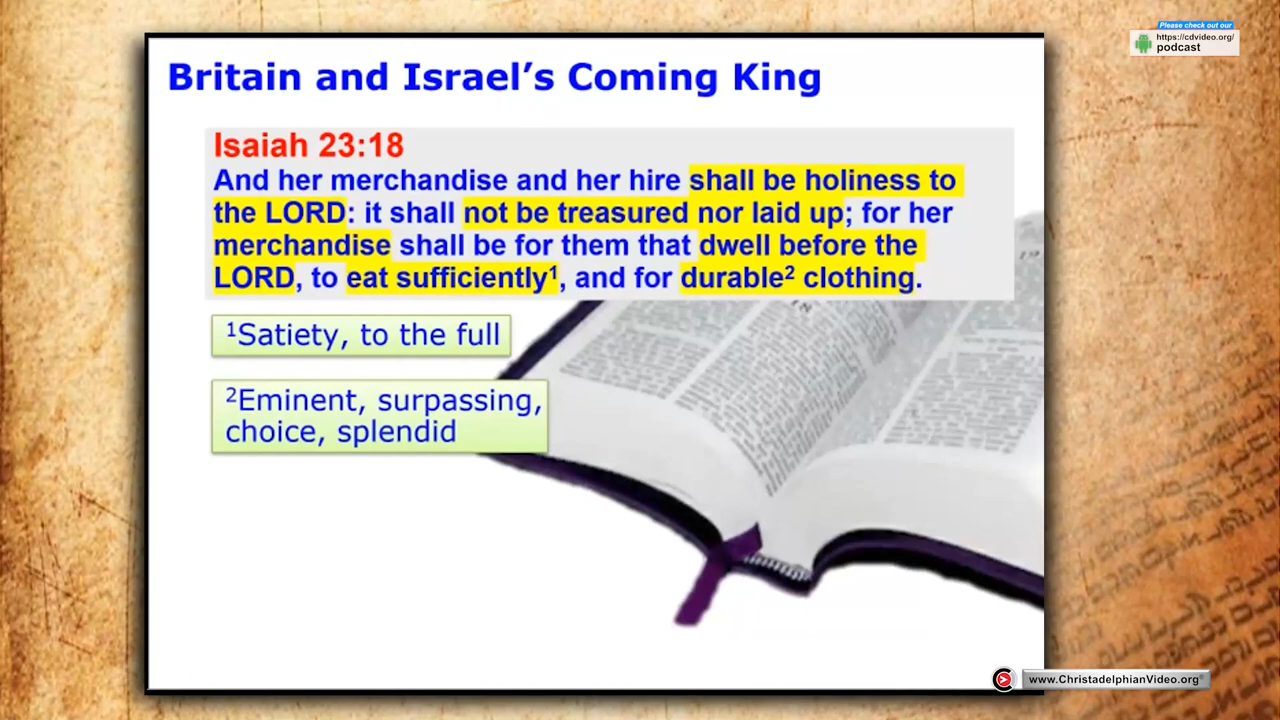 Please check out our
https://cdvideo.org/
podcast
Britain and Israel’s Coming King
Isaiah 23:18
And her merchandise and her hire shall be holiness to
the LORD: it shall not be treasured nor laid up; for her
merchandise shall be for them that dwell before the
LORD, to eat sufficiently¹, and for durable² clothing.
¹Satiety, to the full
²Eminent, surpassing,
choice, splendid
www.ChristadelphianVideo.org